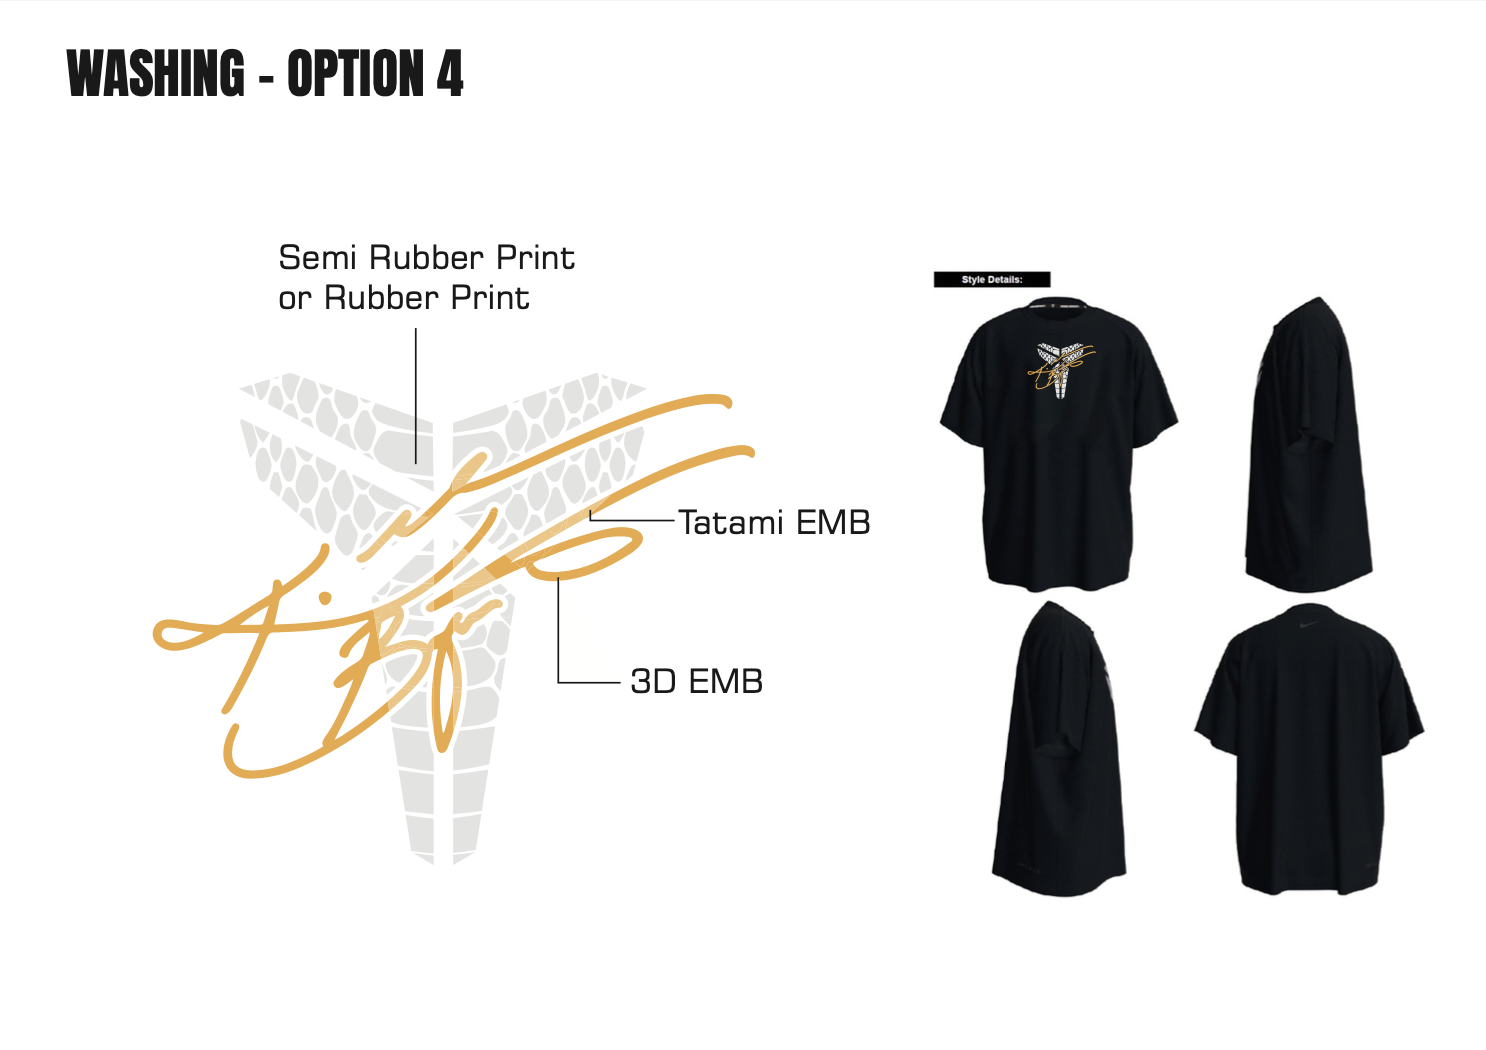 WASHING - OPTION 4
Semi Rubber Print
or Rubber Print
Tatami EMB
3D EMB
Style Details: